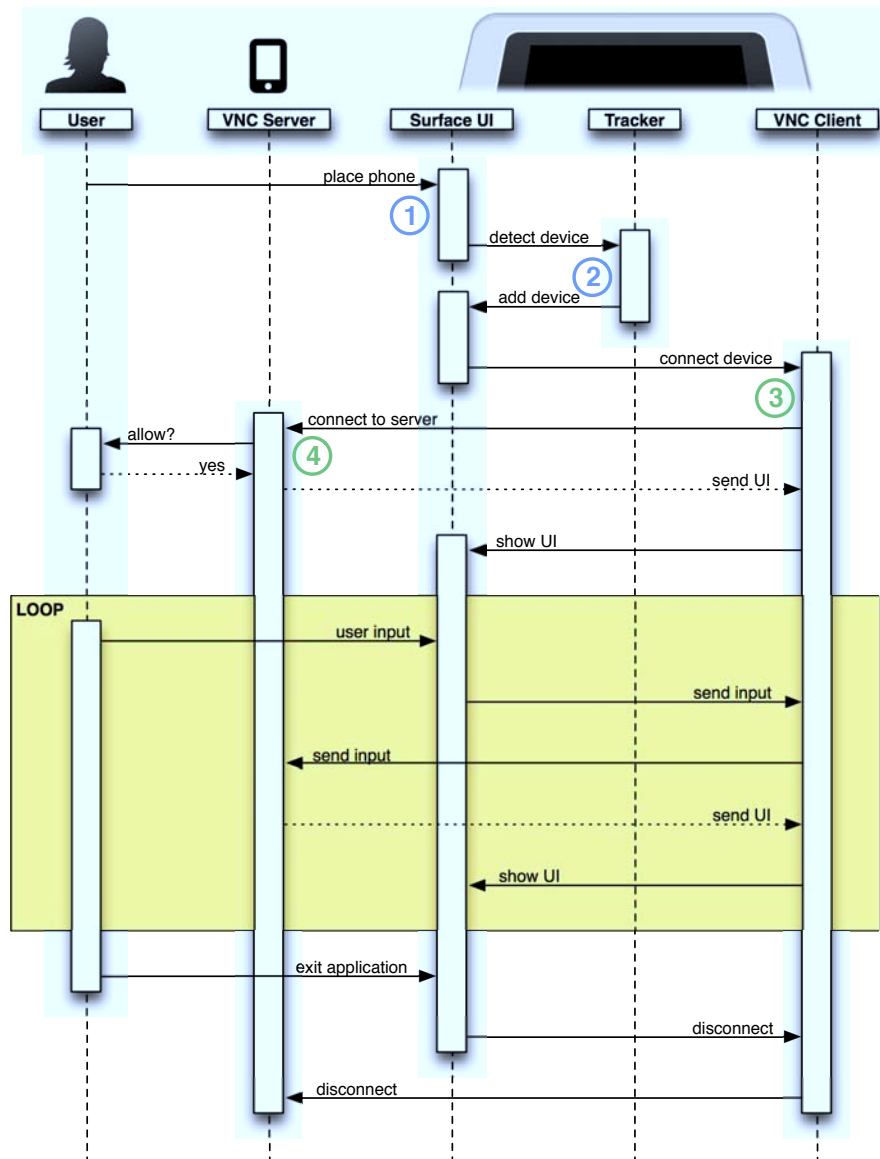 User
VNC Server
Surface UI
Tracker
VNC Client
place phone
1
detect device
2
add device
connect device
3
connect to server
allow?
4
yes
send UI
show UI
LOOP
user input
send input
send input
send UI
show UI
exit application
disconnect
disconnect